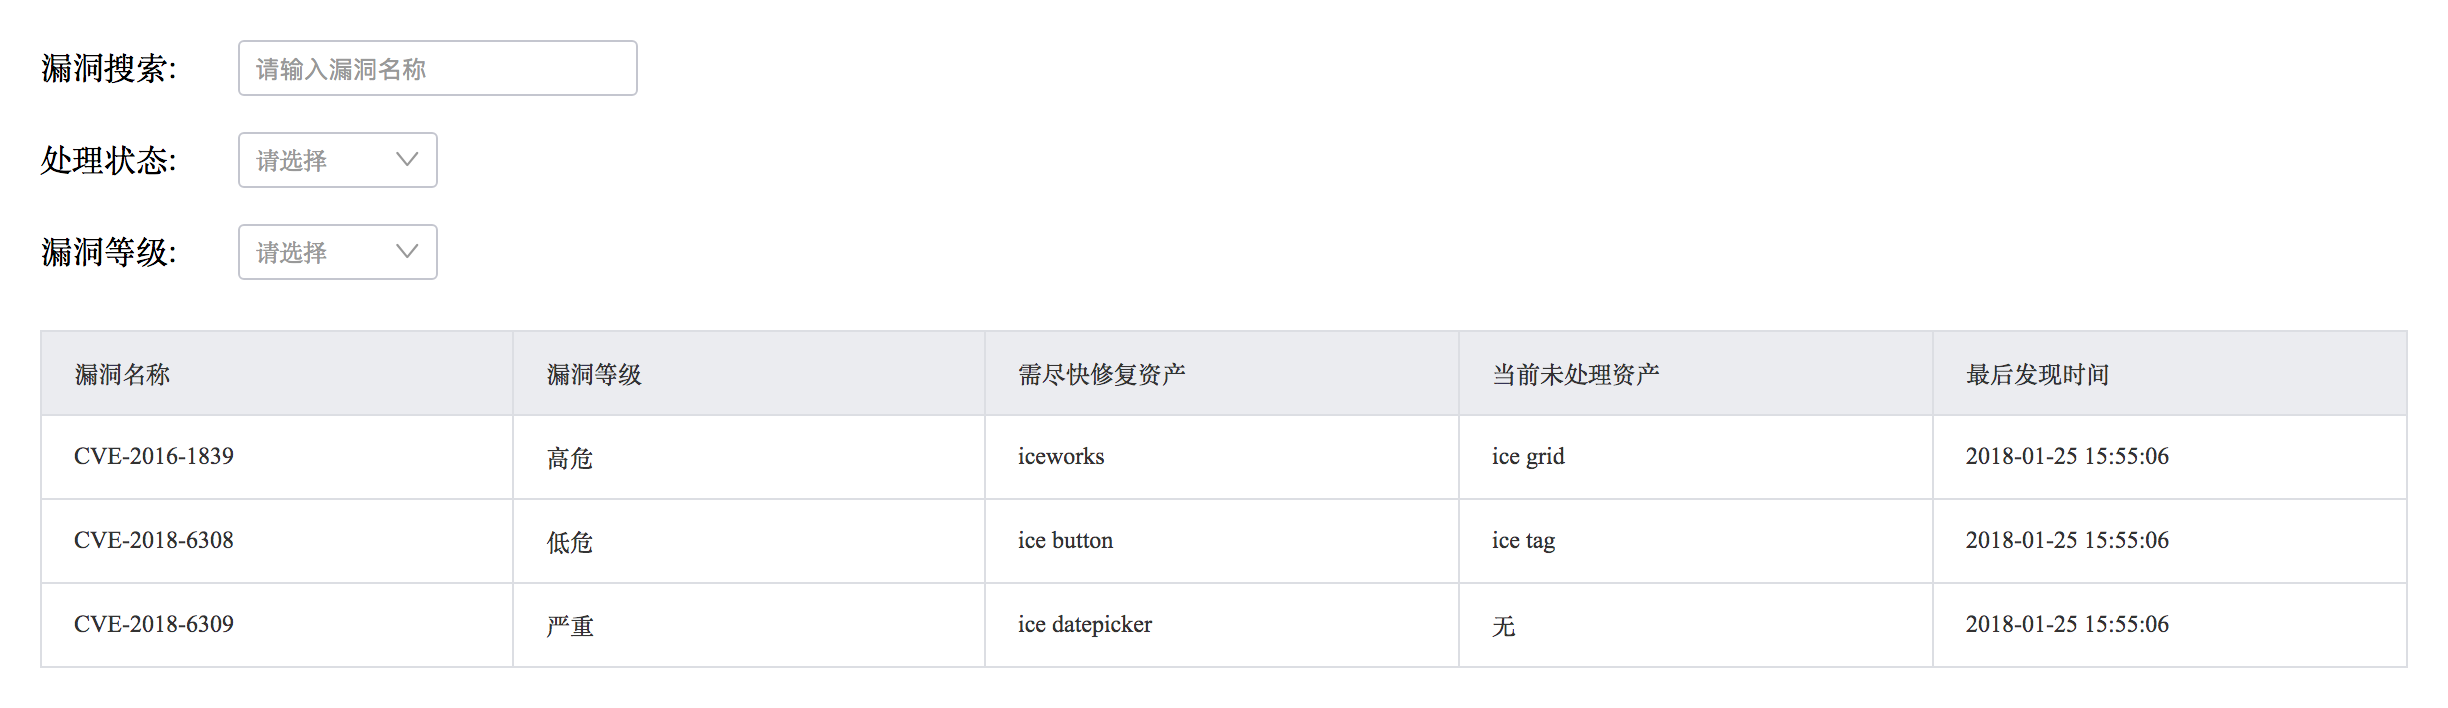 漏洞搜索: 请输入漏洞名称
处理状态: 请选择
漏洞等级: 请选择
漏洞名称 漏洞等级 需尽快修复资产 当前未处理资产 最后发现时间
CVE-2016-1839 高危 iceworks ice grid 2018-01-25 15:55:06
CVE-2018-6308 低危 ice button ice tag 2018-01-25 15:55:06
CVE-2018-6309 严重 ice datepicker 无 2018-01-25 15:55:06